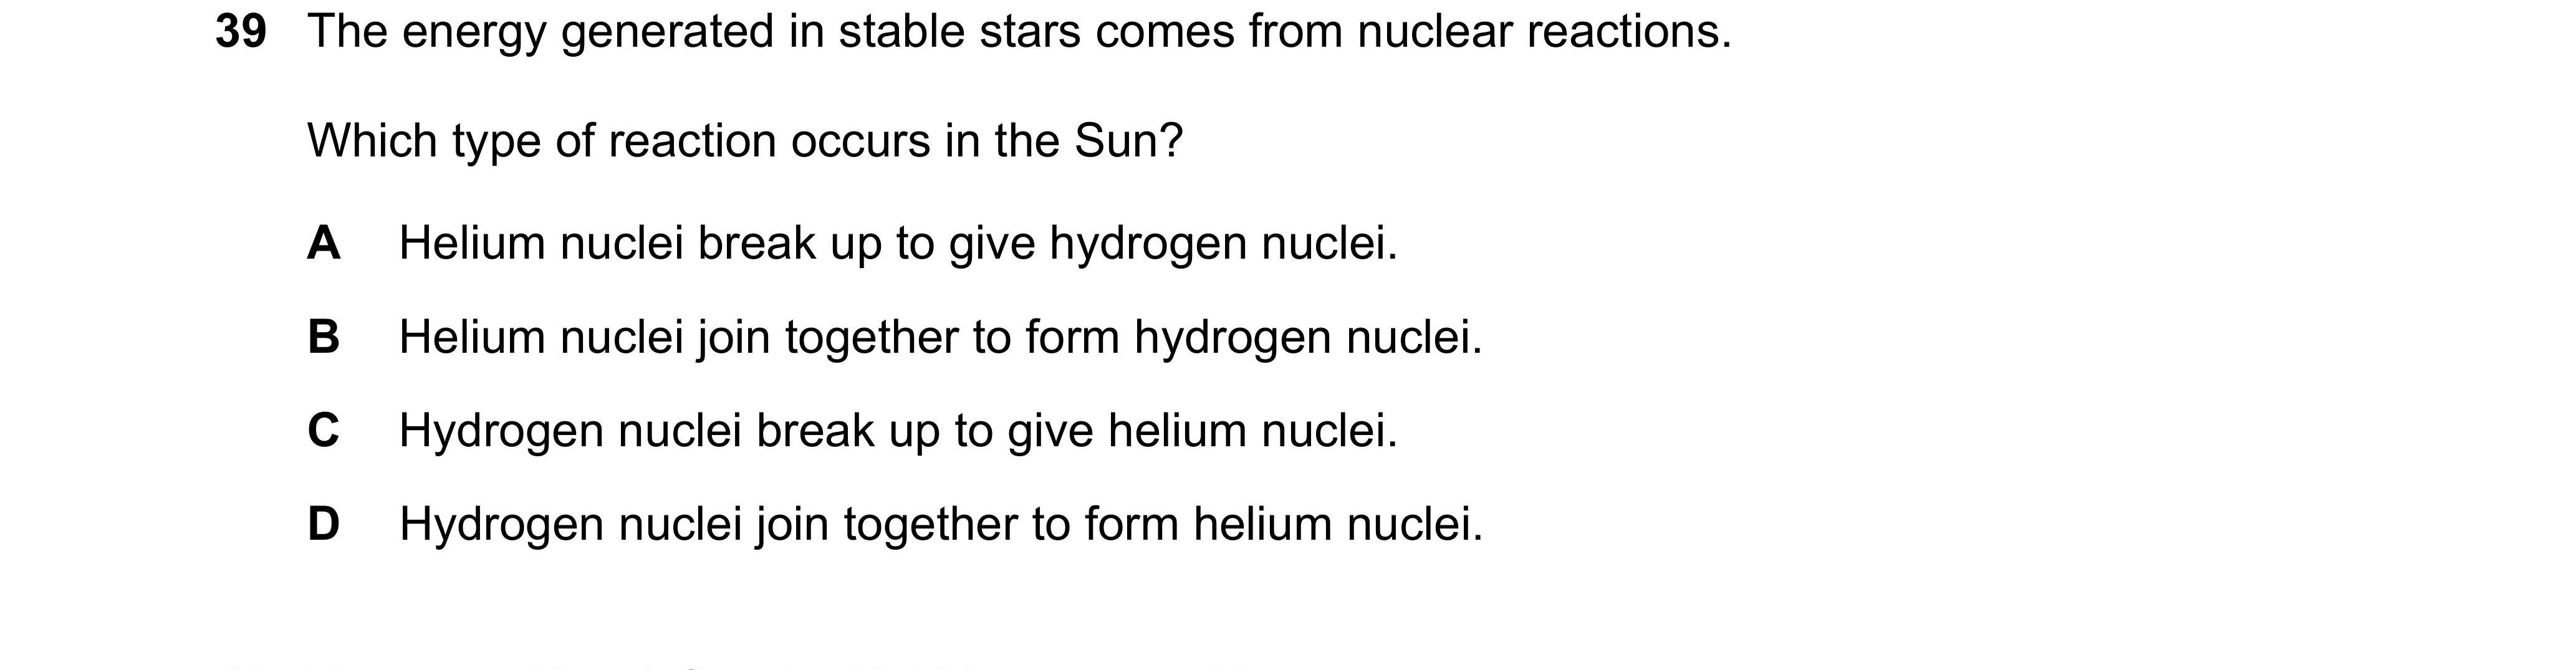 39 The energy generated in stable stars comes from nuclear reactions.
Which type of reaction occurs in the Sun?
A Helium nuclei break up to give hydrogen nuclei.
B Helium nuclei join together to form hydrogen nuclei.
C Hydrogen nuclei break up to give helium nuclei.
D Hydrogen nuclei join together to form helium nuclei.